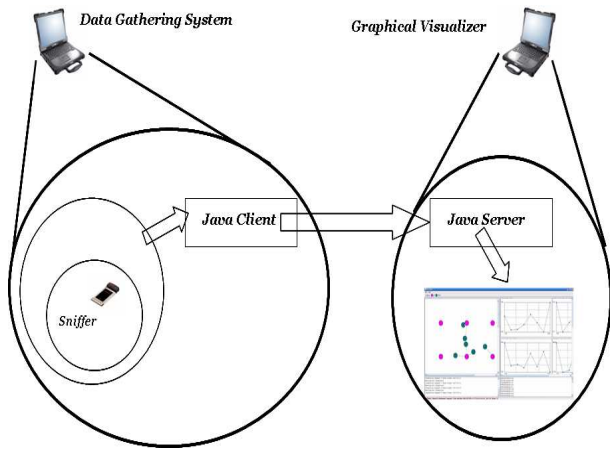 Data Gathering System
Graphical Visualizer
Java Client
Java Server
Sniffer